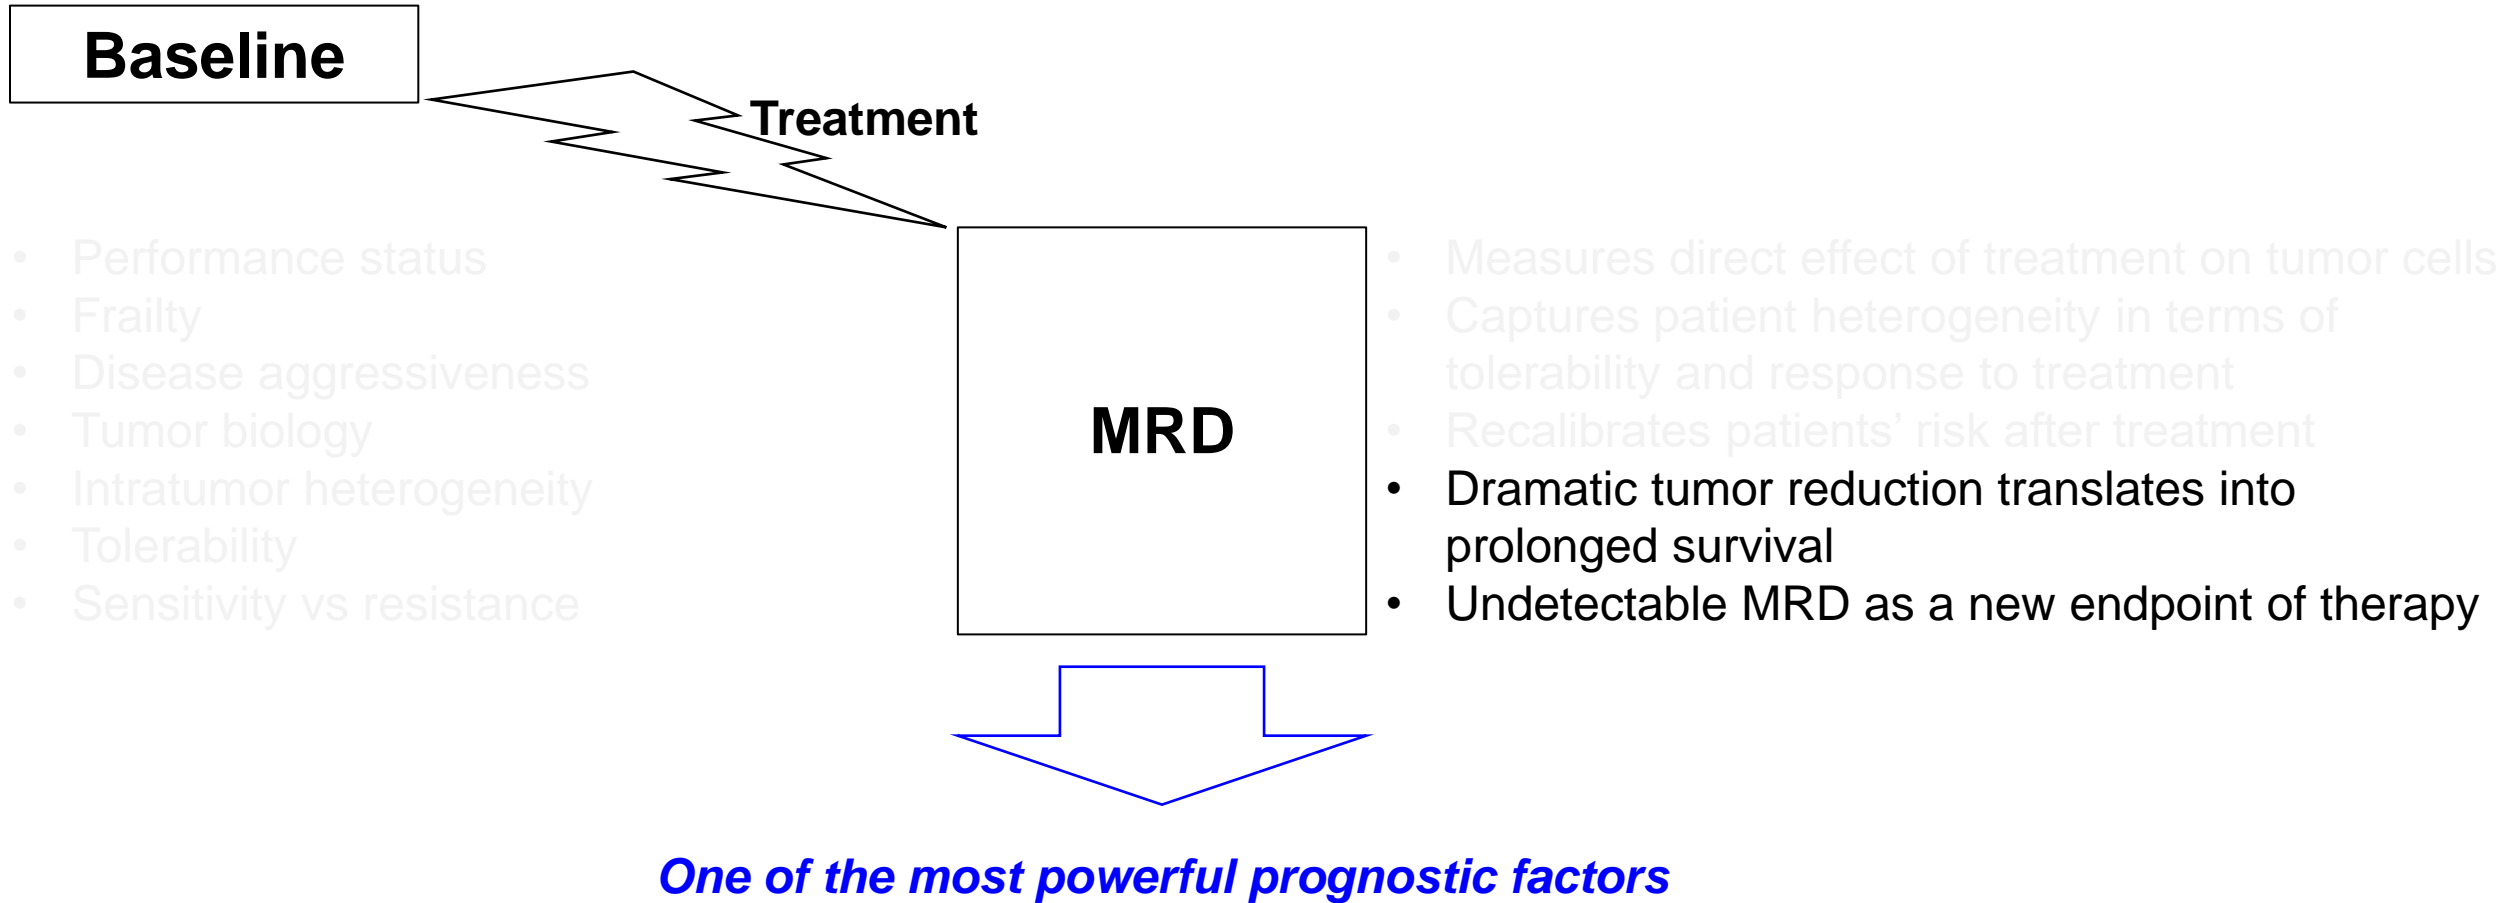 Baseline
Treatment
• Performance status
• Frailty
• Disease aggressiveness
• Tumor biology
• Intratumor heterogeneity
• Tolerability
• Sensitivity vs resistance
MRD
• Measures direct effect of treatment on tumor cells
• Captures patient heterogeneity in terms of
tolerability and response to treatment
• Recalibrates patients’ risk after treatment
• Dramatic tumor reduction translates into
prolonged survival
• Undetectable MRD as a new endpoint of therapy
One of the most powerful prognostic factors